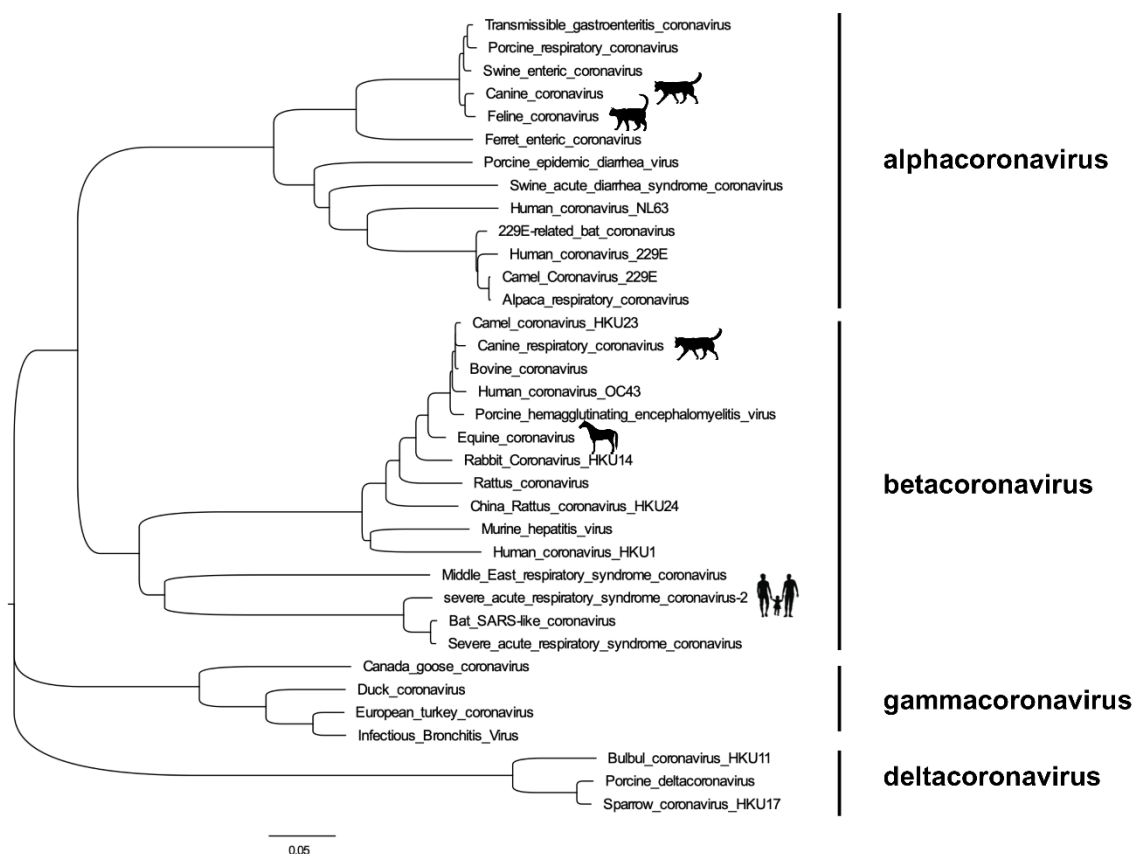 Transmissible_gastroenteritis_coronavirus
Porcine_respiratory_coronavirus
Swine_enteric_coronavirus
Canine_coronavirus
Feline_coronavirus
Ferret_enteric_coronavirus
Porcine_epidemic_diarrhea_virus
Swine_acute_diarrhea_syndrome_coronavirus
Human_coronavirus_NL63
229E-related_bat_coronavirus
Human_coronavirus_229E
Camel_Coronavirus_229E
Alpaca_respiratory_coronavirus
alphacoronavirus
Camel_coronavirus_HKU23
Canine_respiratory_coronavirus
Bovine_coronavirus
Human_coronavirus_OC43
Porcine_hemagglutinating_encephalomyelitis_virus
Equine_coronavirus
Rabbit_Coronavirus_HKU14
Rattus_coronavirus
China_Rattus_coronavirus_HKU24
Murine_hepatitis_virus
Human_coronavirus_HKU1
Middle_East_respiratory_syndrome_coronavirus
severe_acute_respiratory_syndrome_coronavirus-2
Bat_SARS-like_coronavirus
Severe_acute_respiratory_syndrome_coronavirus
betacoronavirus
Canada_goose_coronavirus
Duck_coronavirus
European_turkey_coronavirus
Infectious_Bronchitis_Virus
gammacoronavirus
Bulbul_coronavirus_HKU11
Porcine_deltacoronavirus
Sparrow_coronavirus_HKU17
deltacoronavirus
0.05